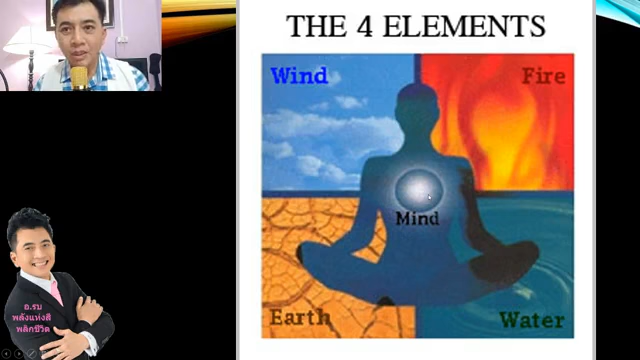 THE 4 ELEMENTS
Wind
Fire
Mind
Earth
Water
อ.รบ
พลังแห่งสี
พลิกชีวิต